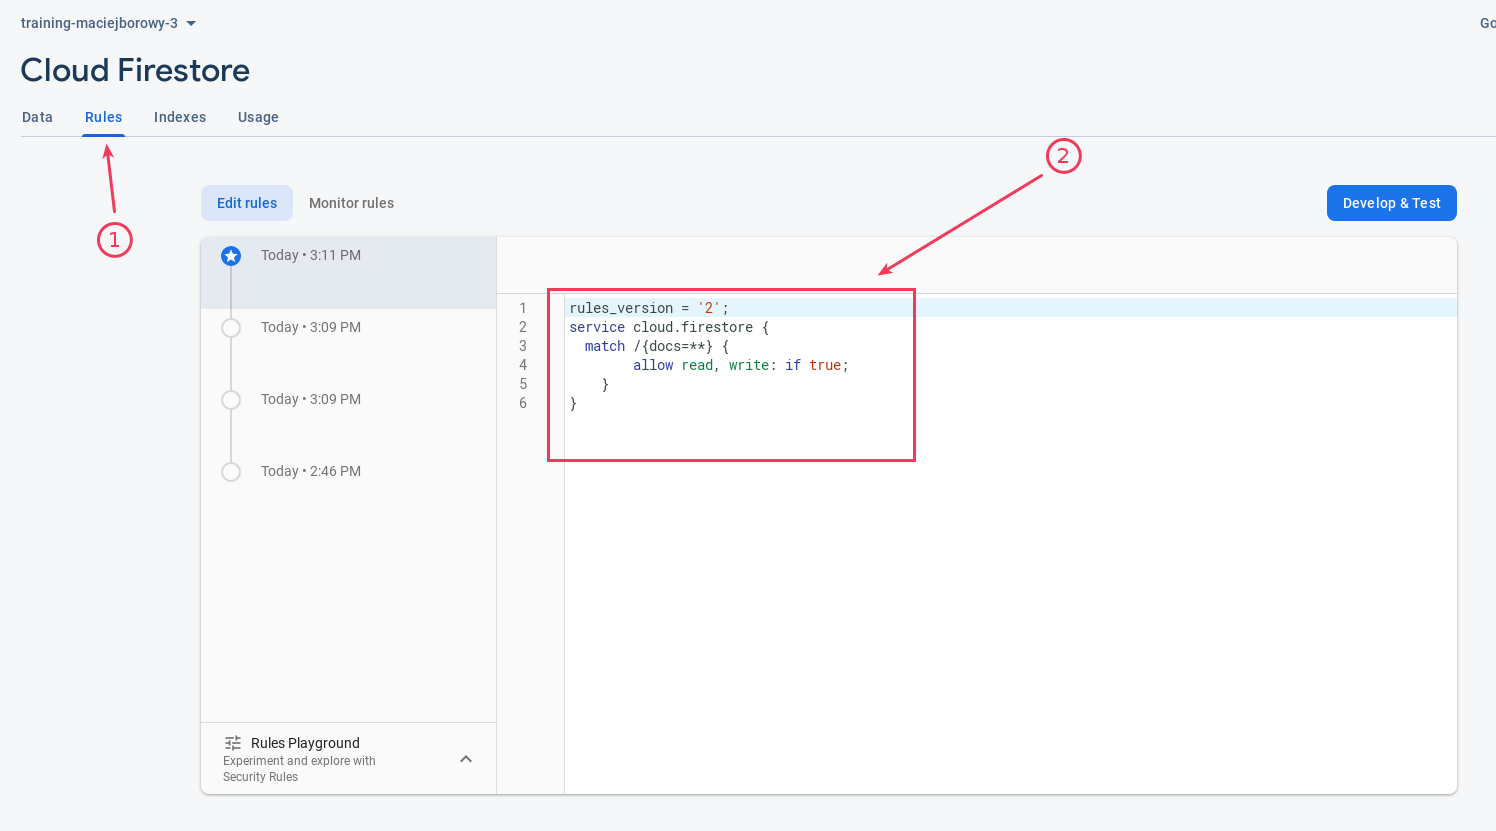 training-maciejborowy-3
Go
Cloud Firestore
Data Rules Indexes Usage
2
1
Edit rules Monitor rules Develop & Test
Today • 3:11 PM
Today • 3:09 PM
Today • 3:09 PM
Today • 2:46 PM
1 rules_version = '2';
2 service cloud.firestore {
3   match /{docs=**} {
4         allow read, write: if true;
5     }
6 }
Rules Playground
Experiment and explore with
Security Rules